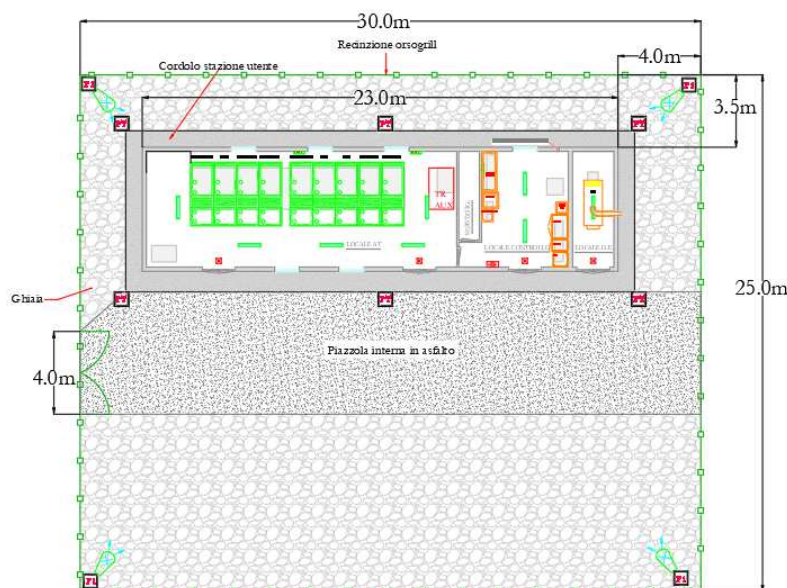 30.0m
Recinzione orsogrill
Cordolo stazione utente
4.0m
23.0m
3.5m
TR
AUX
LOCALE AT
LOCALE CONTROLLO
LOCALE G.E.
Ghiaia
25.0m
Piazzola interna in asfalto
4.0m